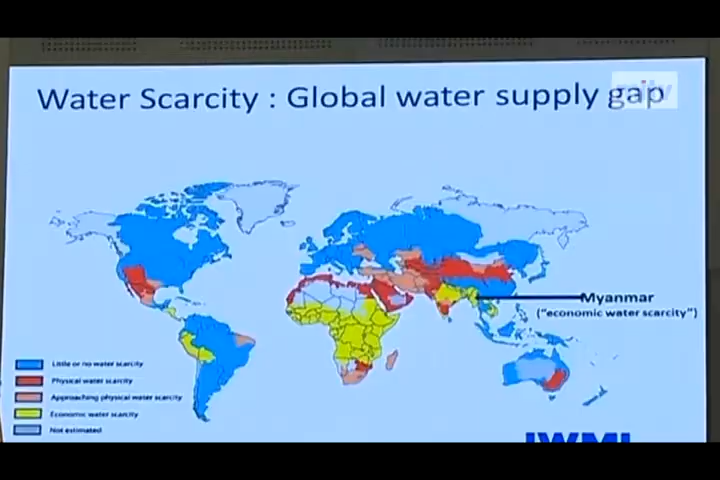 Water Scarcity : Global water supply gap
Myanmar
("economic water scarcity")
Little or no water scarcity
Physical water scarcity
Approaching physical water scarcity
Economic water scarcity
Not estimated
IWMI